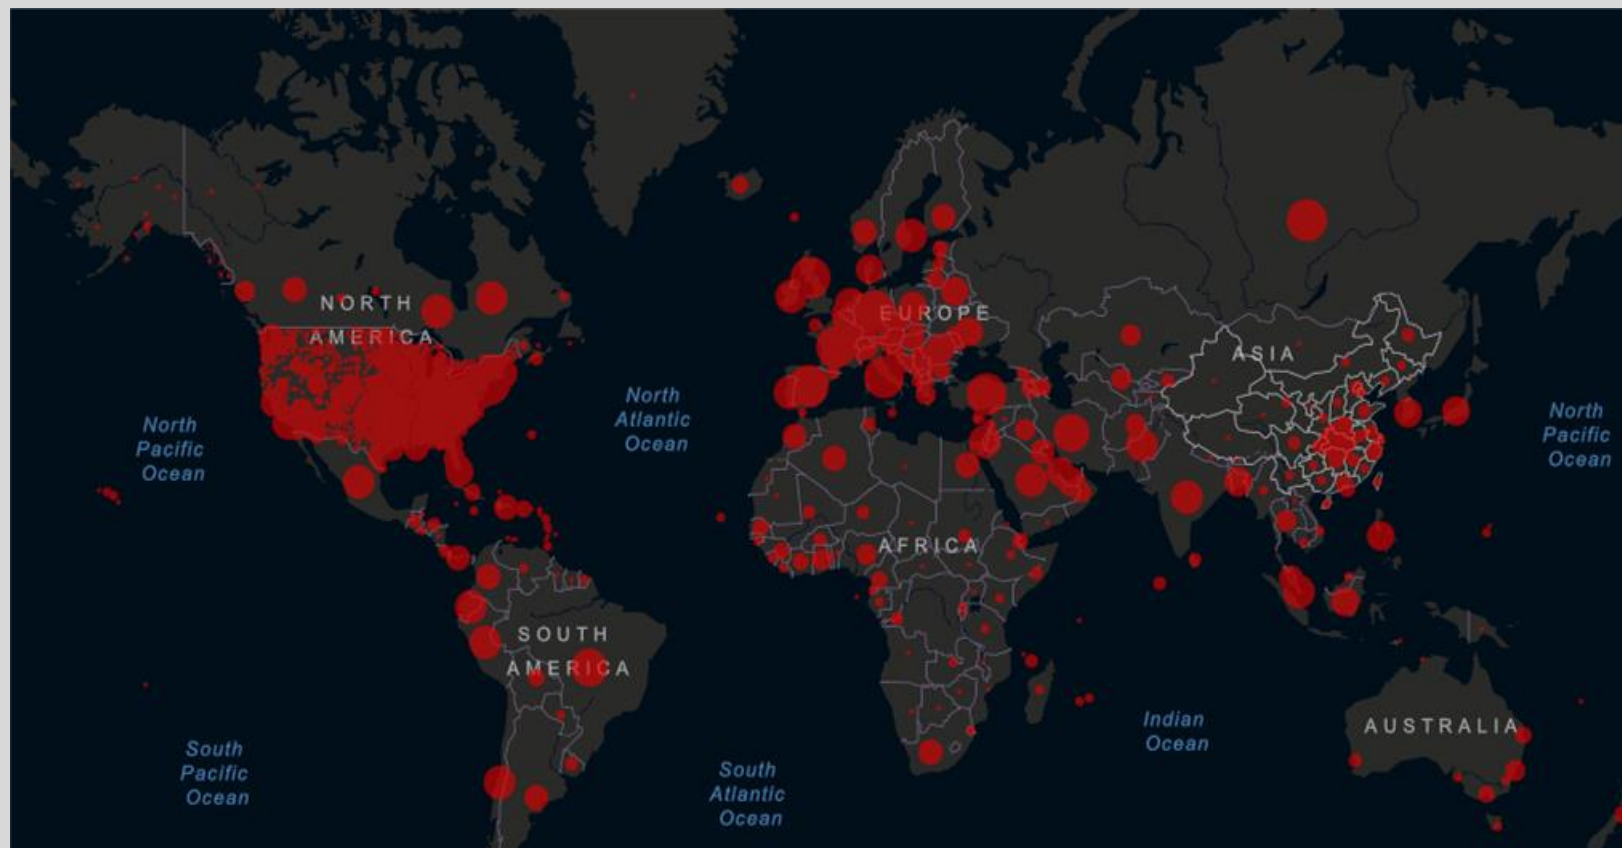 NORTH
AMERICA
EUROPE
ASIA
North
Pacific
Ocean
North
Atlantic
Ocean
North
Pacific
Ocean
AFRICA
SOUTH
AMERICA
South
Pacific
Ocean
South
Atlantic
Ocean
Indian
Ocean
AUSTRALIA